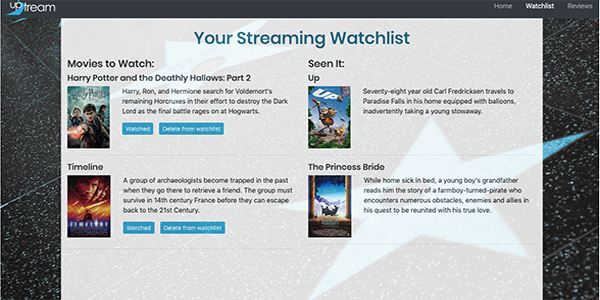 upStream
Home Watchlist Reviews
Your Streaming Watchlist
Movies to Watch:
Harry Potter and the Deathly Hallows: Part 2
Harry, Ron, and Hermione search for Voldemort's
remaining Horcruxes in their effort to destroy the Dark
Lord as the final battle rages on at Hogwarts.
Watched Delete from watchlist
Timeline
TIMELINE
A group of archaeologists become trapped in the past
when they go there to retrieve a friend. The group must
survive in 14th century France before they can escape
back to the 21st Century.
Watched Delete from watchlist
Seen It:
Up
UP
Seventy-eight year old Carl Fredricksen travels to
Paradise Falls in his home equipped with balloons,
inadvertently taking a young stowaway.
The Princess Bride
While home sick in bed, a young boy's grandfather
reads him the story of a farmboy-turned-pirate who
encounters numerous obstacles, enemies and allies in
his quest to be reunited with his true love.